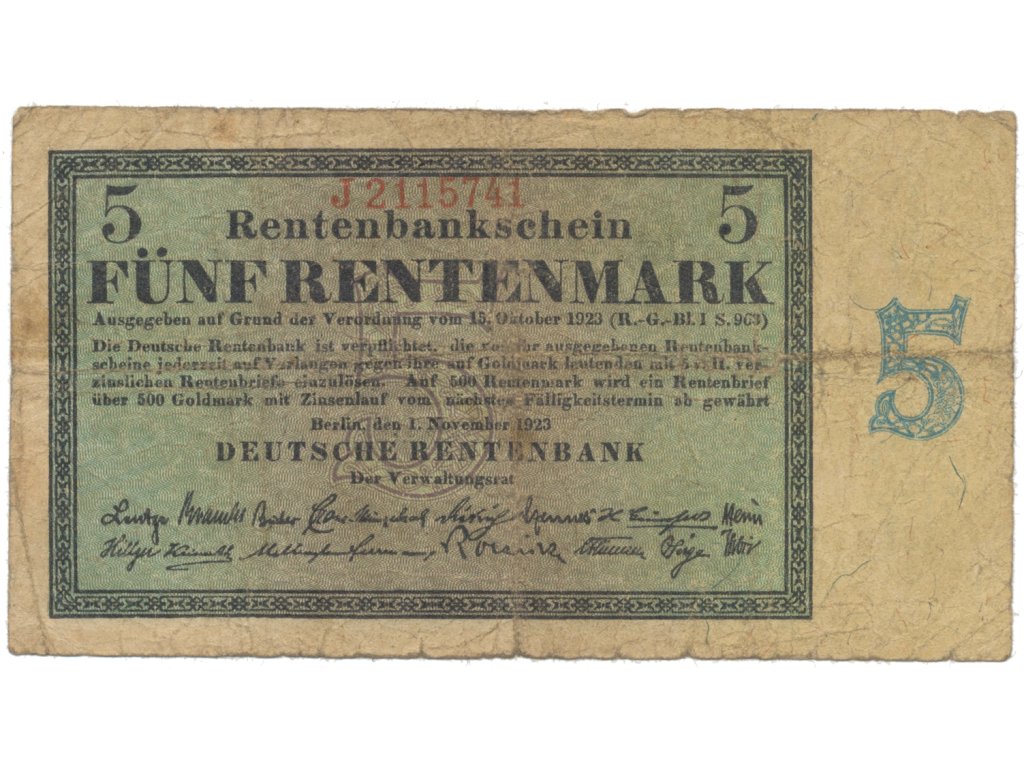 5 J 2115741 5
Rentenbankschein
FÜNF RENTENMARK
Ausgegeben auf Grund der Verordnung vom 15. Oktober 1923 (R.-G.-Bl. I S. 963)
Die Deutsche Rentenbank ist verpflichtet, die von ihr ausgegebenen Rentenbank-
scheine jederzeit auf Verlangen gegen ihre auf Goldmark lautenden mit 5 v. H. ver-
zinslichen Rentenbriefe einzulösen. Auf 500 Rentenmark wird ein Rentenbrief
über 500 Goldmark mit Zinsenlauf vom nächsten Fälligkeitstermin ab gewährt
Berlin, den 1. November 1923
DEUTSCHE RENTENBANK
Der Verwaltungsrat
Lentze
Hillger
5